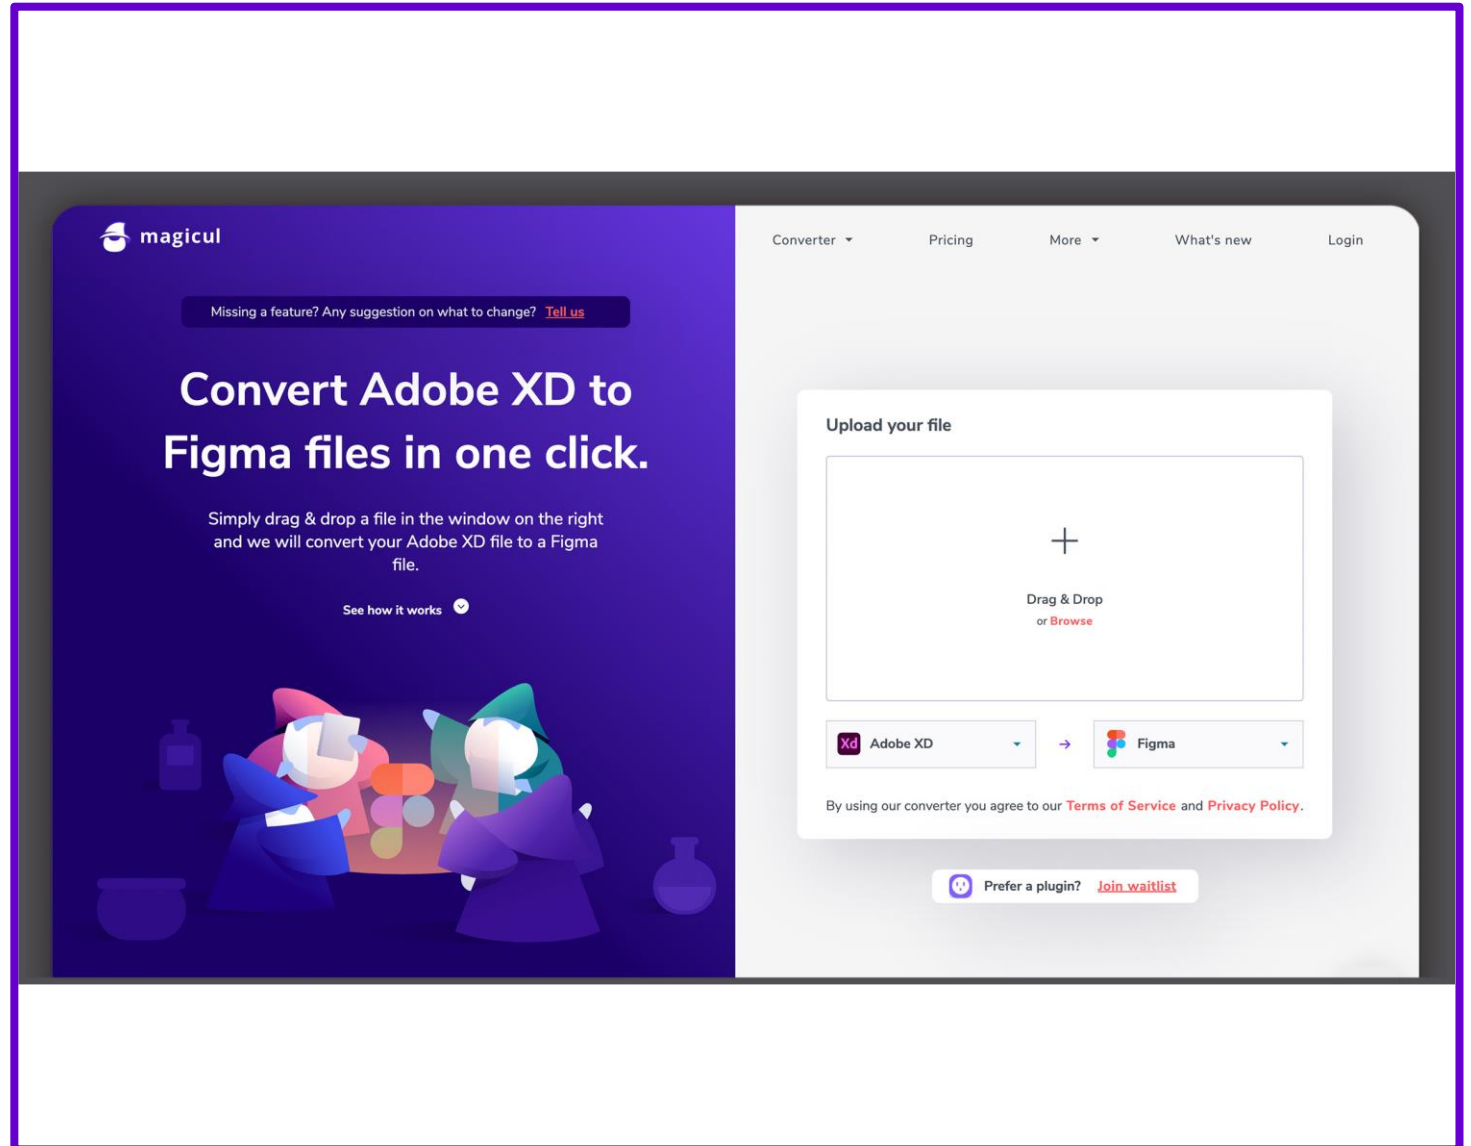 magicul
Converter
Pricing
More
What's new
Login
Missing a feature? Any suggestion on what to change? Tell us
Convert Adobe XD to
Figma files in one click.
Simply drag & drop a file in the window on the right
and we will convert your Adobe XD file to a Figma
file.
See how it works
Upload your file
Drag & Drop
or Browse
Xd Adobe XD
Figma
By using our converter you agree to our Terms of Service and Privacy Policy.
Prefer a plugin? Join waitlist